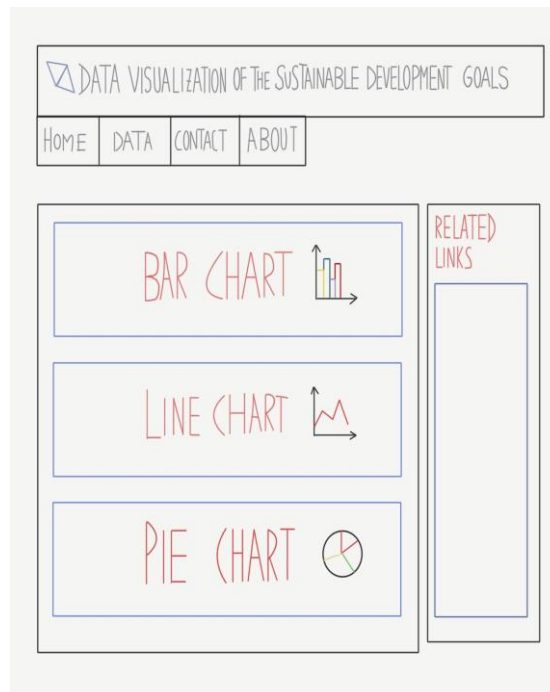 DATA VISUALIZATION OF THE SUSTAINABLE DEVELOPMENT GOALS
HOME DATA CONTACT ABOUT
BAR CHART
LINE CHART
PIE CHART
RELATED
LINKS